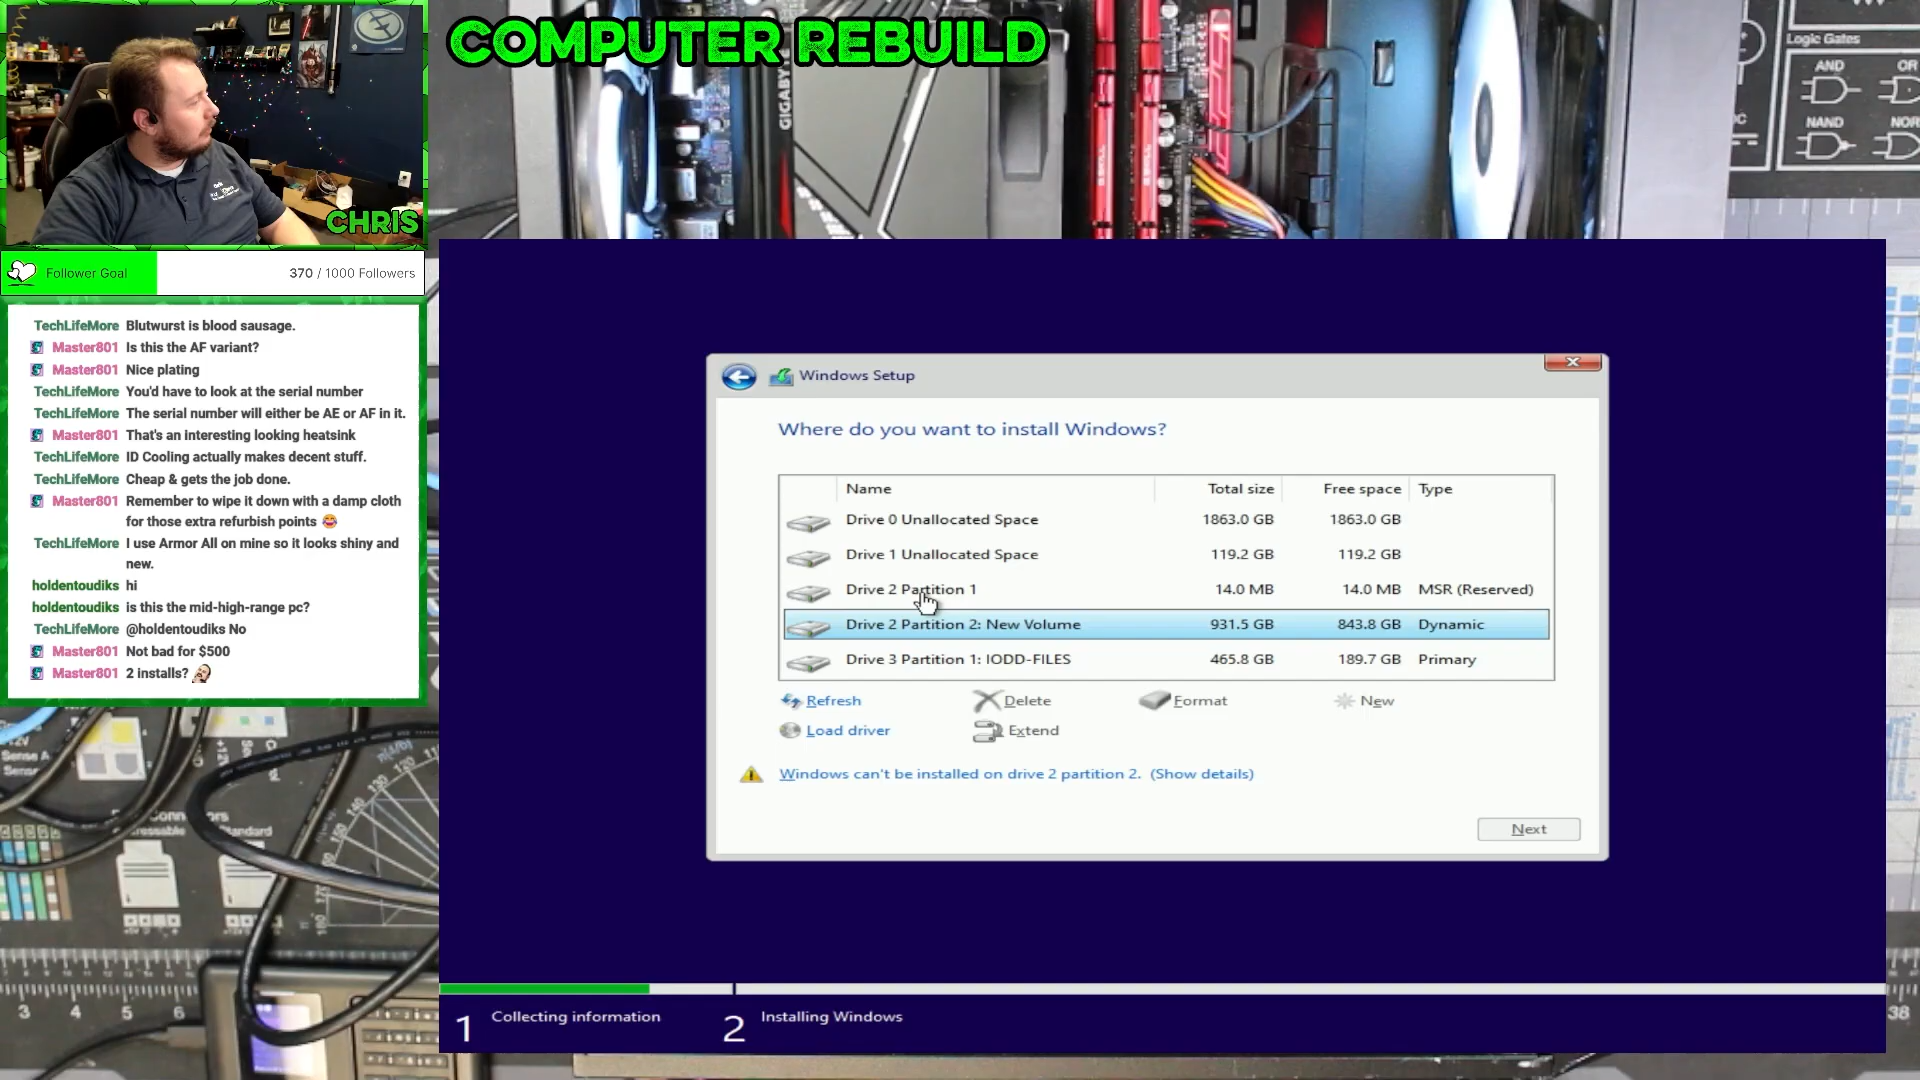 COMPUTER REBUILD
CHRIS
Follower Goal
370 / 1000 Followers
TechLifeMore Blutwurst is blood sausage.
Master801 Is this the AF variant?
Master801 Nice plating
TechLifeMore You'd have to look at the serial number
TechLifeMore The serial number will either be AE or AF in it.
Master801 That's an interesting looking heatsink
TechLifeMore ID Cooling actually makes decent stuff.
TechLifeMore Cheap & gets the job done.
Master801 Remember to wipe it down with a damp cloth
for those extra refurbish points
TechLifeMore I use Armor All on mine so it looks shiny and
new.
holdentoudiks hi
holdentoudiks is this the mid-high-range pc?
TechLifeMore @holdentoudiks No
Master801 Not bad for $500
Master801 2 installs?
GIGABYTE
Logic Gates
AND
OR
NAND
NOR
Windows Setup
Where do you want to install Windows?
Name Total size Free space Type
Drive 0 Unallocated Space 1863.0 GB 1863.0 GB
Drive 1 Unallocated Space 119.2 GB 119.2 GB
Drive 2 Partition 1 14.0 MB 14.0 MB MSR (Reserved)
Drive 2 Partition 2: New Volume 931.5 GB 843.8 GB Dynamic
Drive 3 Partition 1: IODD-FILES 465.8 GB 189.7 GB Primary
Refresh Delete Format New
Load driver Extend
Windows can't be installed on drive 2 partition 2. (Show details)
Next
1 Collecting information
2 Installing Windows
Sense A
3 4 5 6
38